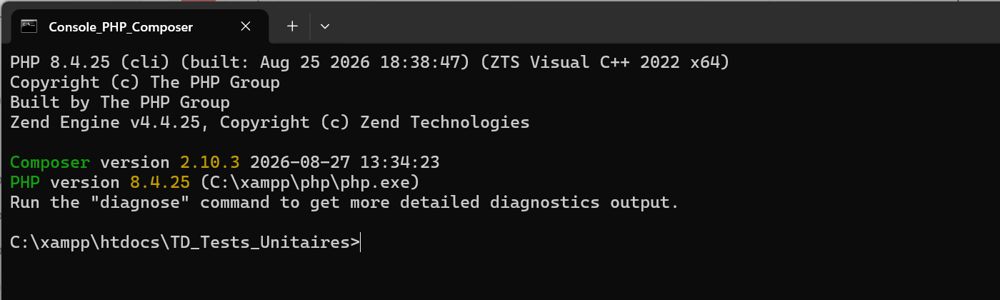 Console_PHP_Composer
PHP 8.4.25 (cli) (built: Aug 25 2026 18:38:47) (ZTS Visual C++ 2022 x64)
Copyright (c) The PHP Group
Built by The PHP Group
Zend Engine v4.4.25, Copyright (c) Zend Technologies
Composer version 2.10.3 2026-08-27 13:34:23
PHP version 8.4.25 (C:\xampp\php\php.exe)
Run the "diagnose" command to get more detailed diagnostics output.
C:\xampp\htdocs\TD_Tests_Unitaires>